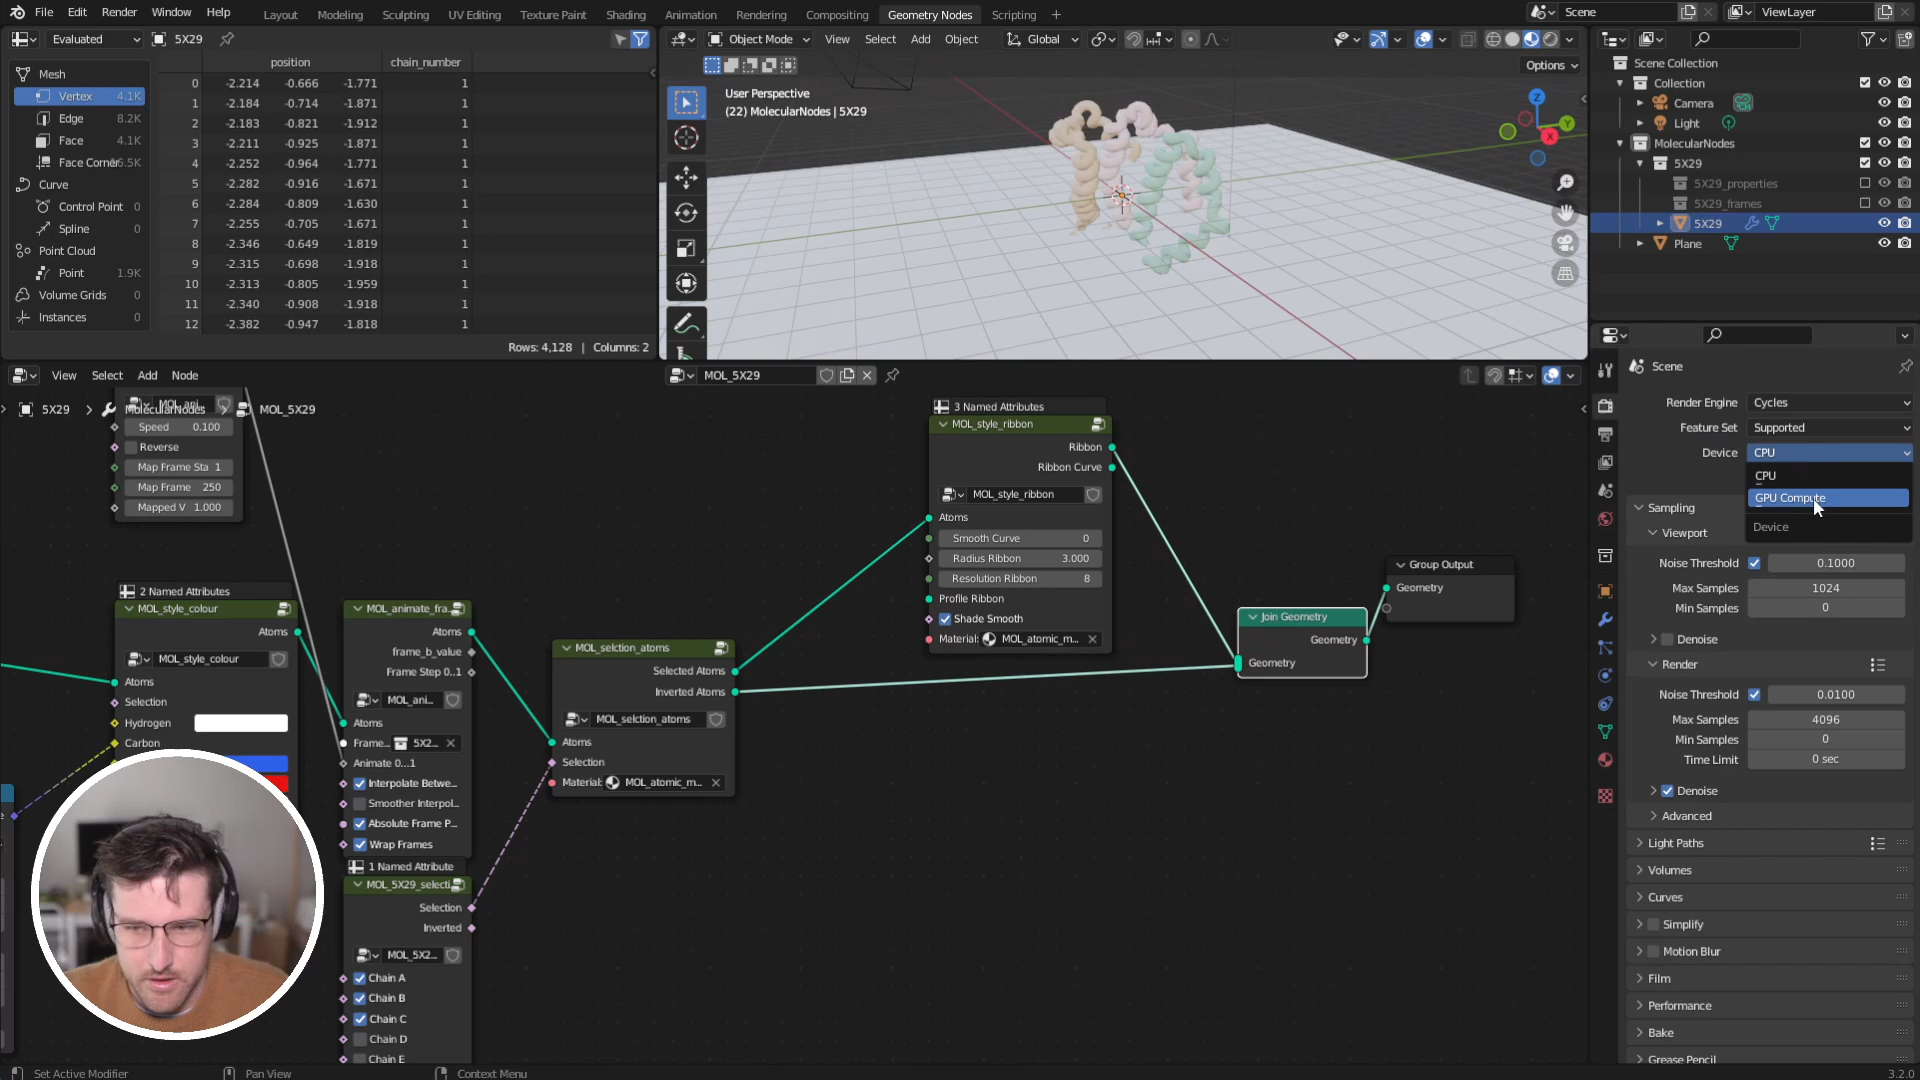 File Edit Render Window Help
Layout Modeling Sculpting UV Editing Texture Paint Shading Animation Rendering Compositing Geometry Nodes Scripting +
Scene
ViewLayer
Evaluated
5X29
Mesh
Vertex 4.1K
Edge 8.2K
Face 4.1K
Face Corner 16.5K
Curve
Control Point 0
Spline 0
Point Cloud
Point 1.9K
Volume Grids 0
Instances 0
position chain_number
0 -2.214 -0.666 -1.771 1
1 -2.184 -0.714 -1.871 1
2 -2.183 -0.821 -1.912 1
3 -2.211 -0.925 -1.871 1
4 -2.252 -0.964 -1.771 1
5 -2.282 -0.916 -1.671 1
6 -2.284 -0.809 -1.630 1
7 -2.255 -0.705 -1.671 1
8 -2.346 -0.649 -1.819 1
9 -2.315 -0.698 -1.918 1
10 -2.313 -0.805 -1.959 1
11 -2.340 -0.908 -1.918 1
12 -2.382 -0.947 -1.818 1
Rows: 4,128 | Columns: 2
Object Mode View Select Add Object Global
Options
User Perspective
(22) MolecularNodes | 5X29
Z
Y
X
Scene Collection
Collection
Camera
Light
MolecularNodes
5X29
5X29_properties
5X29_frames
5X29
Plane
View Select Add Node
MOL_5X29
5X29 > MolecularNodes > MOL_5X29
MOL_ani...
Speed 0.100
Reverse
Map Frame Sta 1
Map Frame 250
Mapped V 1.000
2 Named Attributes
MOL_style_colour
Atoms
MOL_style_colour
Atoms
Selection
Hydrogen
Carbon
MOL_animate_fra...
Atoms
frame_b_value
Frame Step 0..1
MOL_ani...
Atoms
Frame... 5X2...
Animate 0...1
Interpolate Betwe...
Smoother Interpol...
Absolute Frame P...
Wrap Frames
1 Named Attribute
MOL_5X29_selecti
Selection
Inverted
MOL_5X2...
Chain A
Chain B
Chain C
Chain D
Chain E
MOL_selction_atoms
Selected Atoms
Inverted Atoms
MOL_selction_atoms
Atoms
Selection
Material: MOL_atomic_m...
3 Named Attributes
MOL_style_ribbon
Ribbon
Ribbon Curve
MOL_style_ribbon
Atoms
Smooth Curve 0
Radius Ribbon 3.000
Resolution Ribbon 8
Profile Ribbon
Shade Smooth
Material: MOL_atomic_m...
Join Geometry
Geometry
Geometry
Group Output
Geometry
Scene
Render Engine Cycles
Feature Set Supported
Device CPU
CPU
GPU Compute
Device
Sampling
Viewport
Noise Threshold 0.1000
Max Samples 1024
Min Samples 0
Denoise
Render
Noise Threshold 0.0100
Max Samples 4096
Min Samples 0
Time Limit 0 sec
Denoise
Advanced
Light Paths
Volumes
Curves
Simplify
Motion Blur
Film
Performance
Bake
Grease Pencil
Set Active Modifier
Pan View
Context Menu
3.2.0